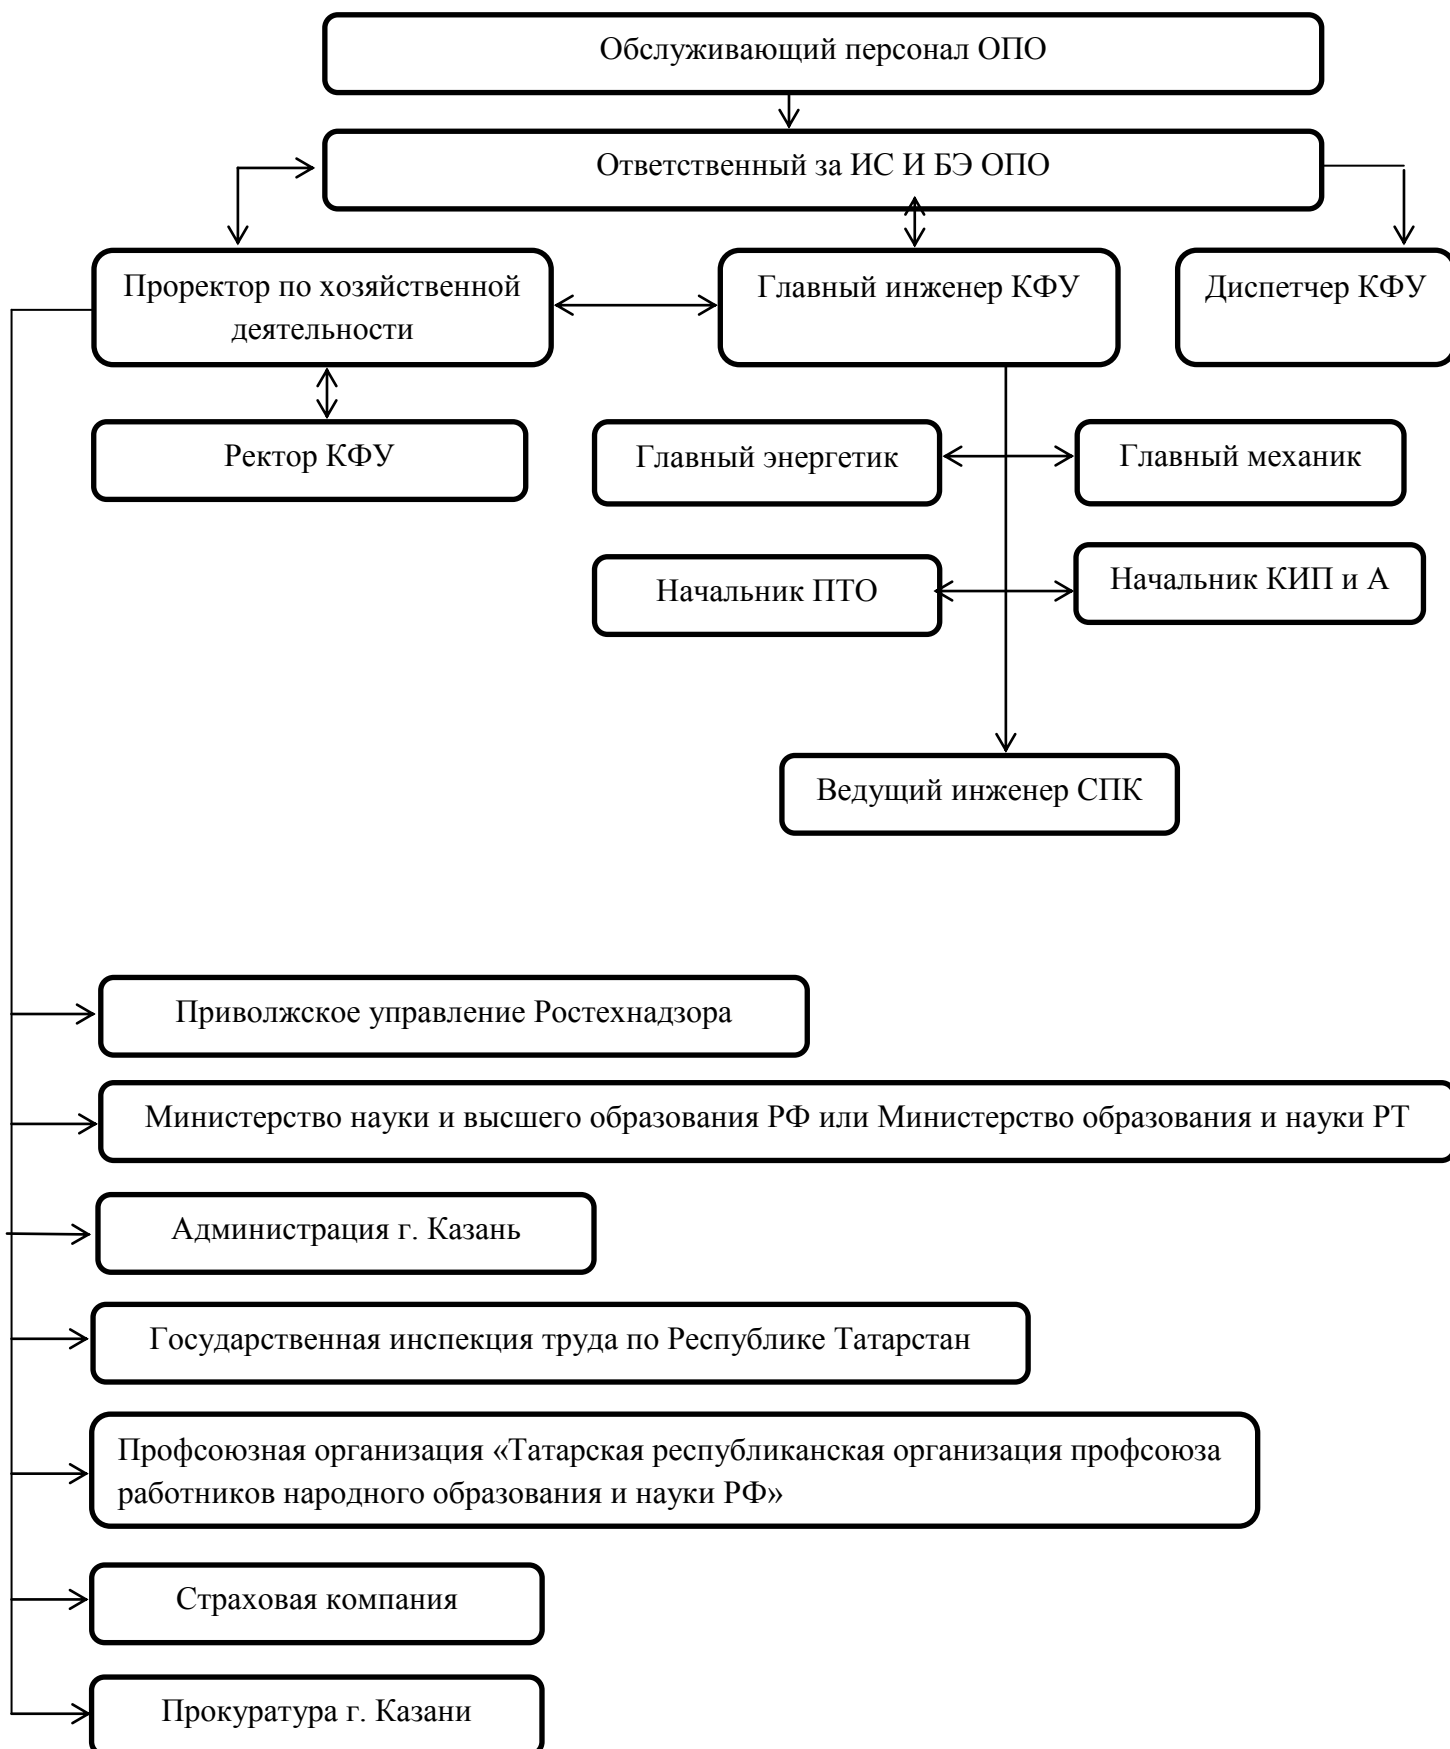 Обслуживающий персонал ОПО
Ответственный за ИС И БЭ ОПО
Проректор по хозяйственной
деятельности
Главный инженер КФУ
Диспетчер КФУ
Ректор КФУ
Главный энергетик
Главный механик
Начальник ПТО
Начальник КИП и А
Ведущий инженер СПК
Приволжское управление Ростехнадзора
Министерство науки и высшего образования РФ или Министерство образования и науки РТ
Администрация г. Казань
Государственная инспекция труда по Республике Татарстан
Профсоюзная организация «Татарская республиканская организация профсоюза
работников народного образования и науки РФ»
Страховая компания
Прокуратура г. Казани